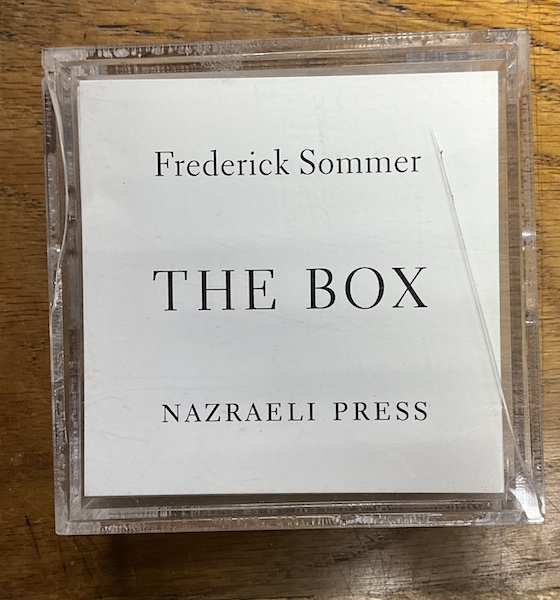 Frederick Sommer
THE BOX
NAZRAELI PRESS